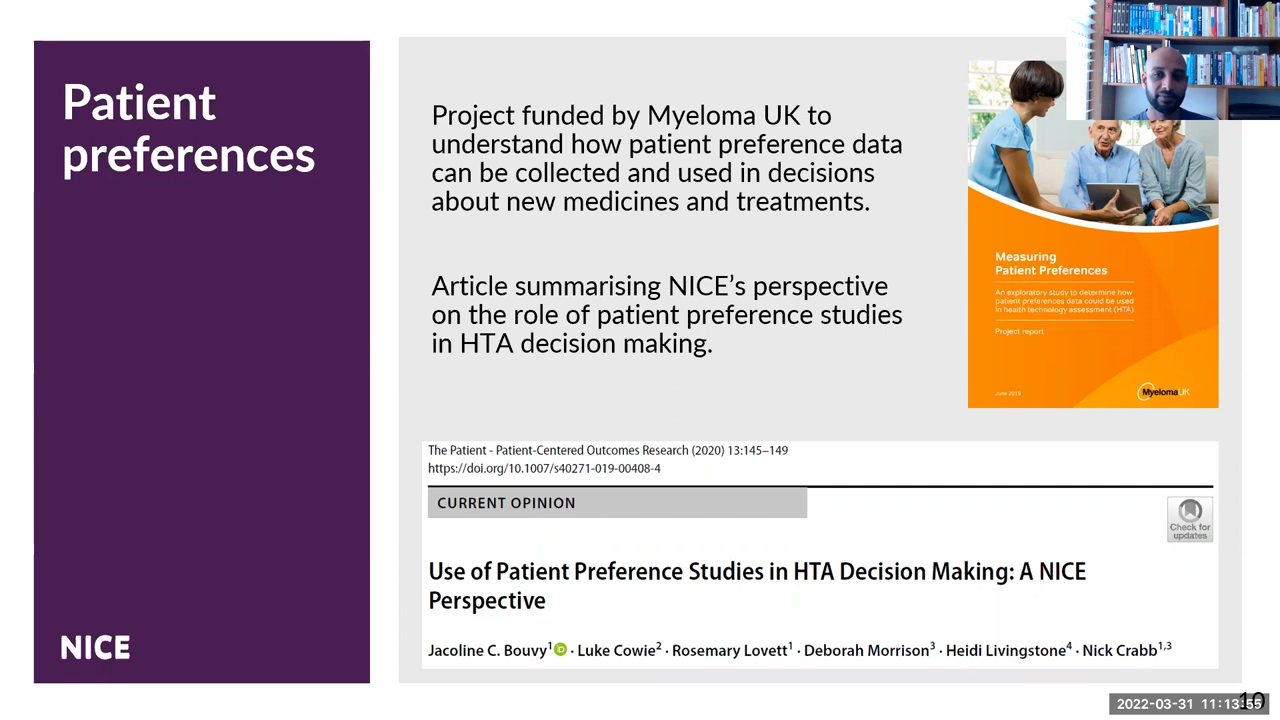 Patient
preferences
Project funded by Myeloma UK to
understand how patient preference data
can be collected and used in decisions
about new medicines and treatments.
Article summarising NICE’s perspective
on the role of patient preference studies
in HTA decision making.
Measuring
Patient Preferences
An exploratory study to determine how
patient preferences data could be used
in health technology assessment (HTA)
Project report
June 2019
MyelomaUK
The Patient - Patient-Centered Outcomes Research (2020) 13:145–149
https://doi.org/10.1007/s40271-019-00408-4
CURRENT OPINION
Check for
updates
Use of Patient Preference Studies in HTA Decision Making: A NICE
Perspective
Jacoline C. Bouvy1 · Luke Cowie2 · Rosemary Lovett1 · Deborah Morrison3 · Heidi Livingstone4 · Nick Crabb1,3
NICE
10
2022-03-31 11:13:55